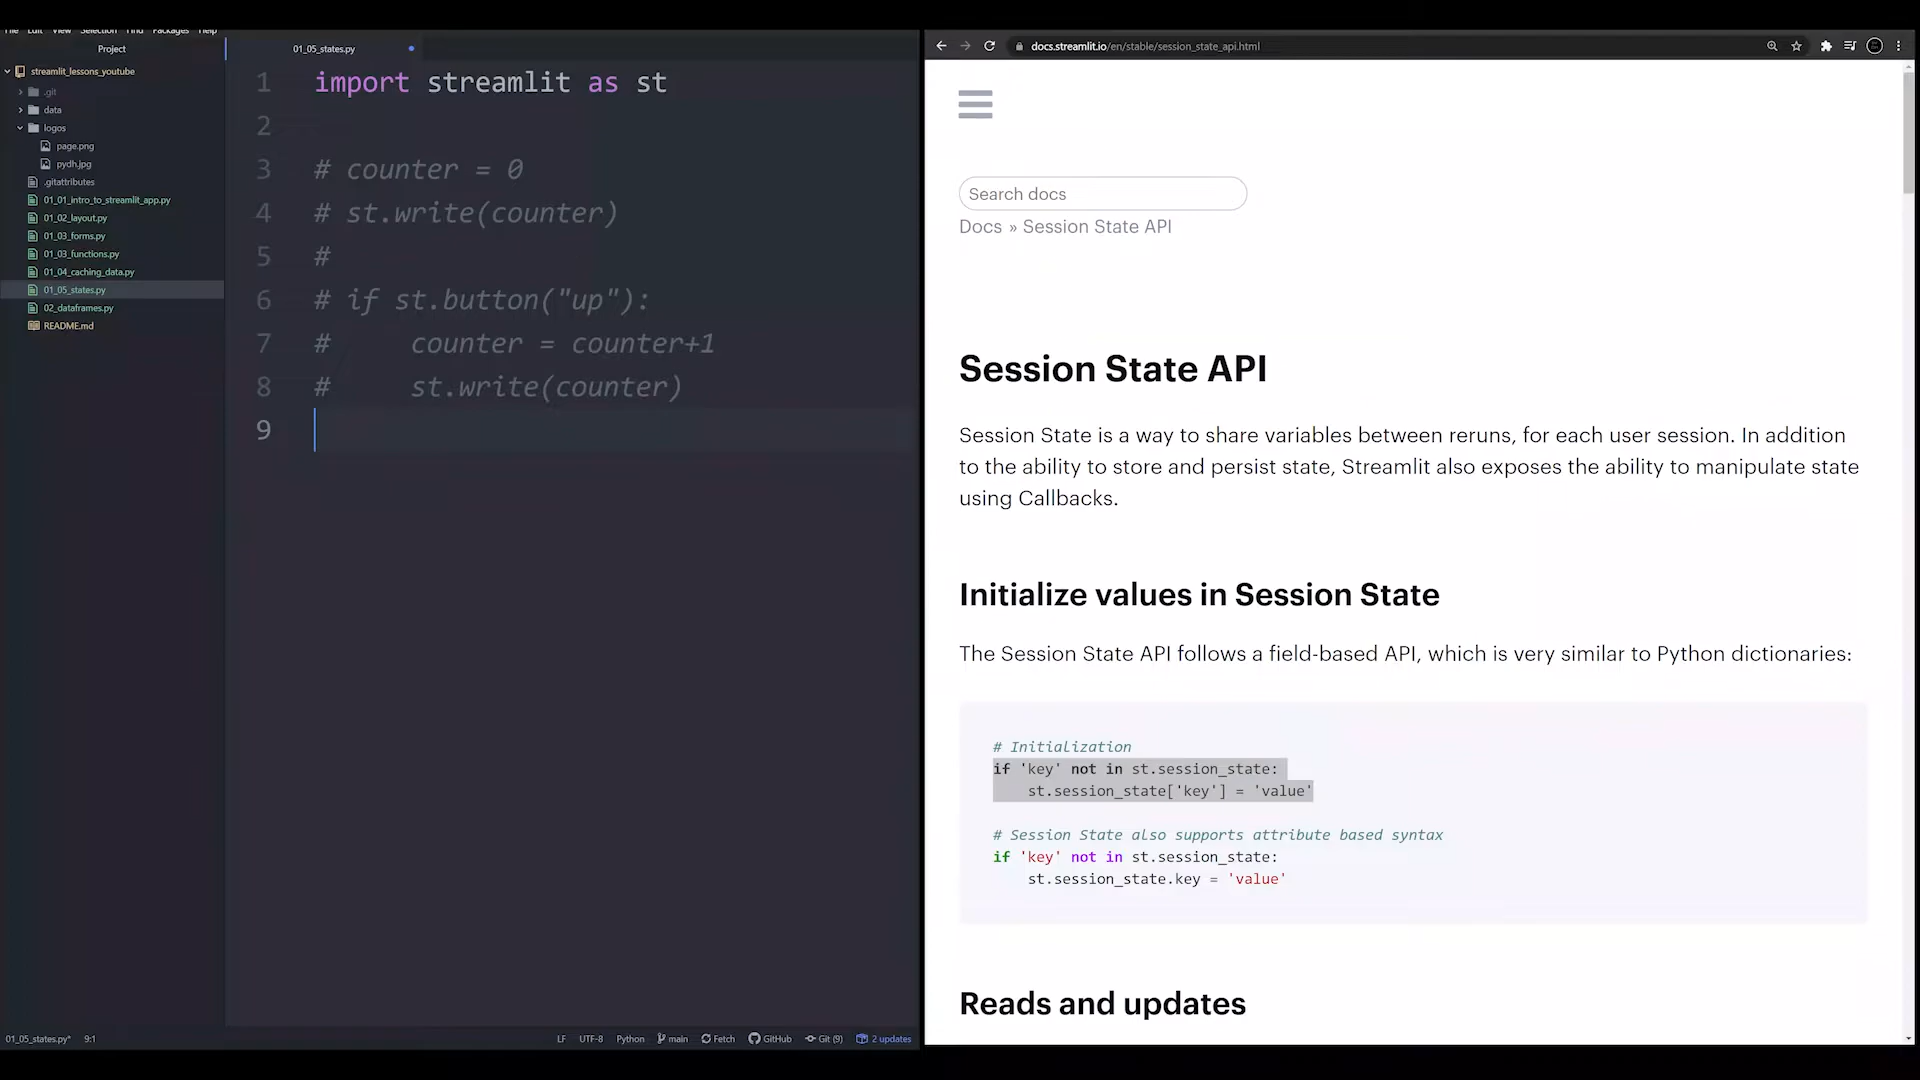 File Edit View Selection Find Packages Help
Project
streamlit_lessons_youtube
.git
data
logos
page.png
pydh.jpg
.gitattributes
01_01_intro_to_streamlit_app.py
01_02_layout.py
01_03_forms.py
01_03_functions.py
01_04_caching_data.py
01_05_states.py
02_dataframes.py
README.md
01_05_states.py
1 import streamlit as st
2
3 # counter = 0
4 # st.write(counter)
5 #
6 # if st.button("up"):
7 #     counter = counter+1
8 #     st.write(counter)
9
01_05_states.py* 9:1 LF UTF-8 Python main Fetch GitHub Git (9) 2 updates
docs.streamlit.io/en/stable/session_state_api.html
Search docs
Docs » Session State API
Session State API
Session State is a way to share variables between reruns, for each user session. In addition
to the ability to store and persist state, Streamlit also exposes the ability to manipulate state
using Callbacks.
Initialize values in Session State
The Session State API follows a field-based API, which is very similar to Python dictionaries:
# Initialization
if 'key' not in st.session_state:
    st.session_state['key'] = 'value'
# Session State also supports attribute based syntax
if 'key' not in st.session_state:
    st.session_state.key = 'value'
Reads and updates